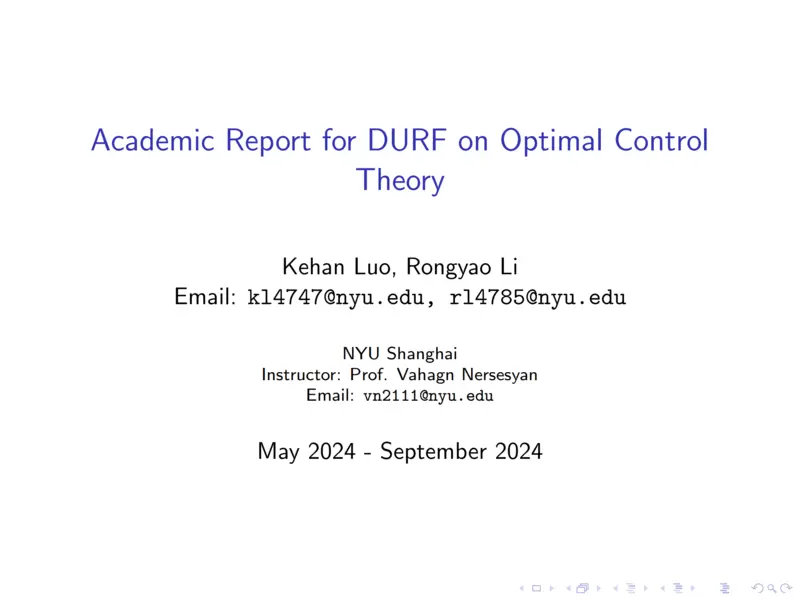 Academic Report for DURF on Optimal Control
Theory
Kehan Luo, Rongyao Li
Email: kl4747@nyu.edu, rl4785@nyu.edu
NYU Shanghai
Instructor: Prof. Vahagn Nersesyan
Email: vn2111@nyu.edu
May 2024 - September 2024